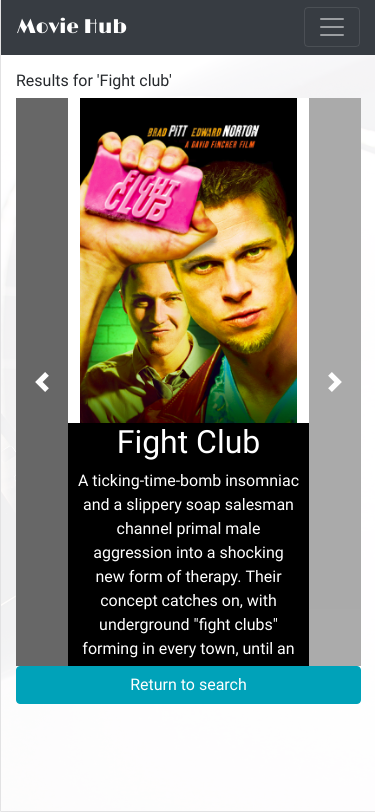 Movie Hub
Results for 'Fight club'
BRAD PITT EDWARD NORTON
A DAVID FINCHER FILM
FIGHT
CLUB
Fight Club
A ticking-time-bomb insomniac
and a slippery soap salesman
channel primal male
aggression into a shocking
new form of therapy. Their
concept catches on, with
underground "fight clubs"
forming in every town, until an
Return to search